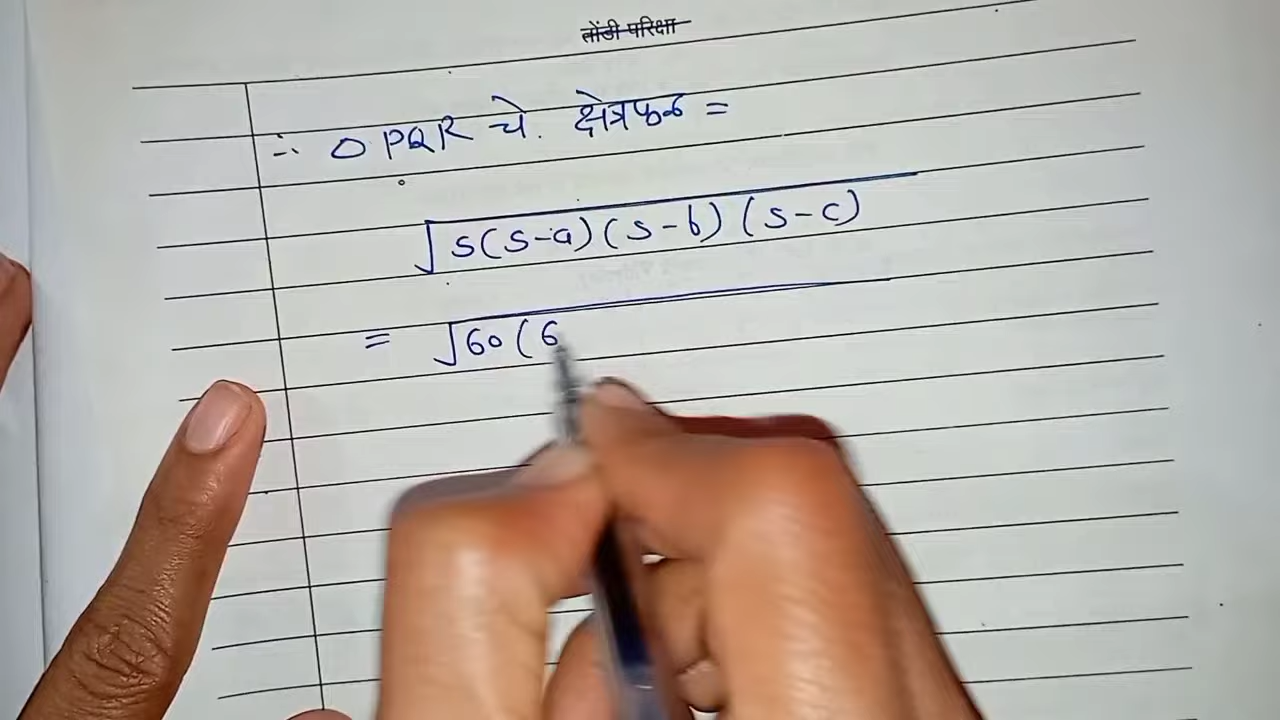 तोंडी परिक्षा
∴ △ PQR चे. क्षेत्रफळ =
√s(s-a)(s-b)(s-c)
= √60(6